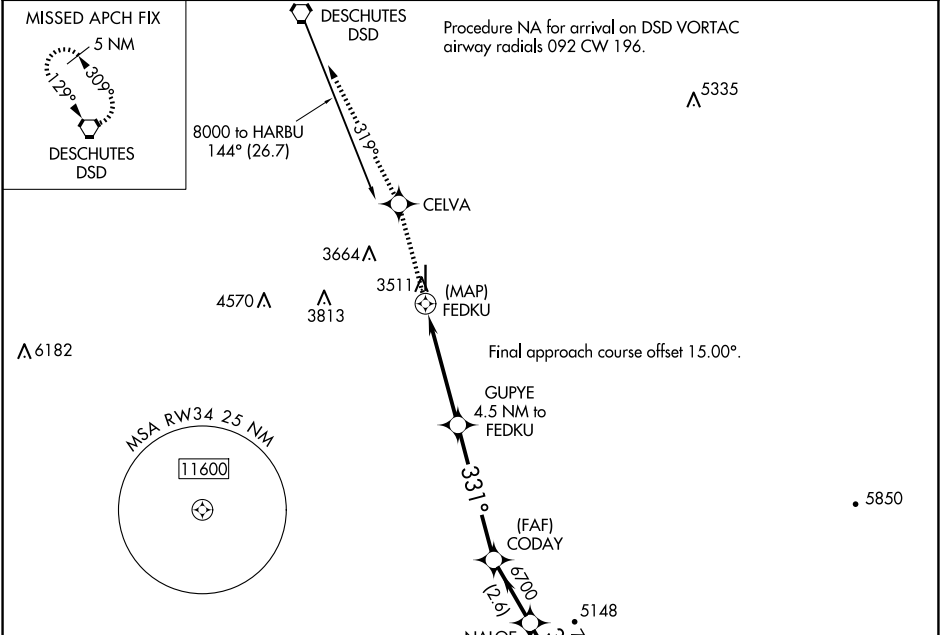 MISSED APCH FIX
5 NM
129°
309°
DESCHUTES
DSD
DESCHUTES
DSD
Procedure NA for arrival on DSD VORTAC
airway radials 092 CW 196.
5335
8000 to HARBU
144° (26.7)
319°
CELVA
3664
3511
(MAP)
FEDKU
4570
3813
6182
Final approach course offset 15.00°.
GUPYE
4.5 NM to
FEDKU
MSA RW34 25 NM
11600
331°
5850
(FAF)
CODAY
6700
(2.6)
5148